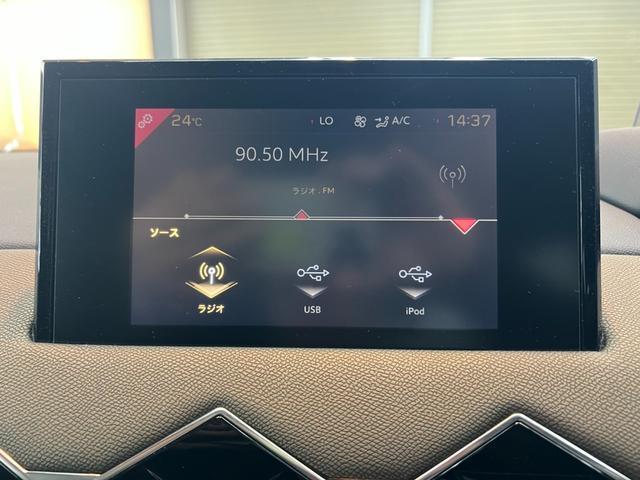 24°C LO A/C 14:37
90.50 MHz
ラジオ . FM
ソース
ラジオ USB iPod